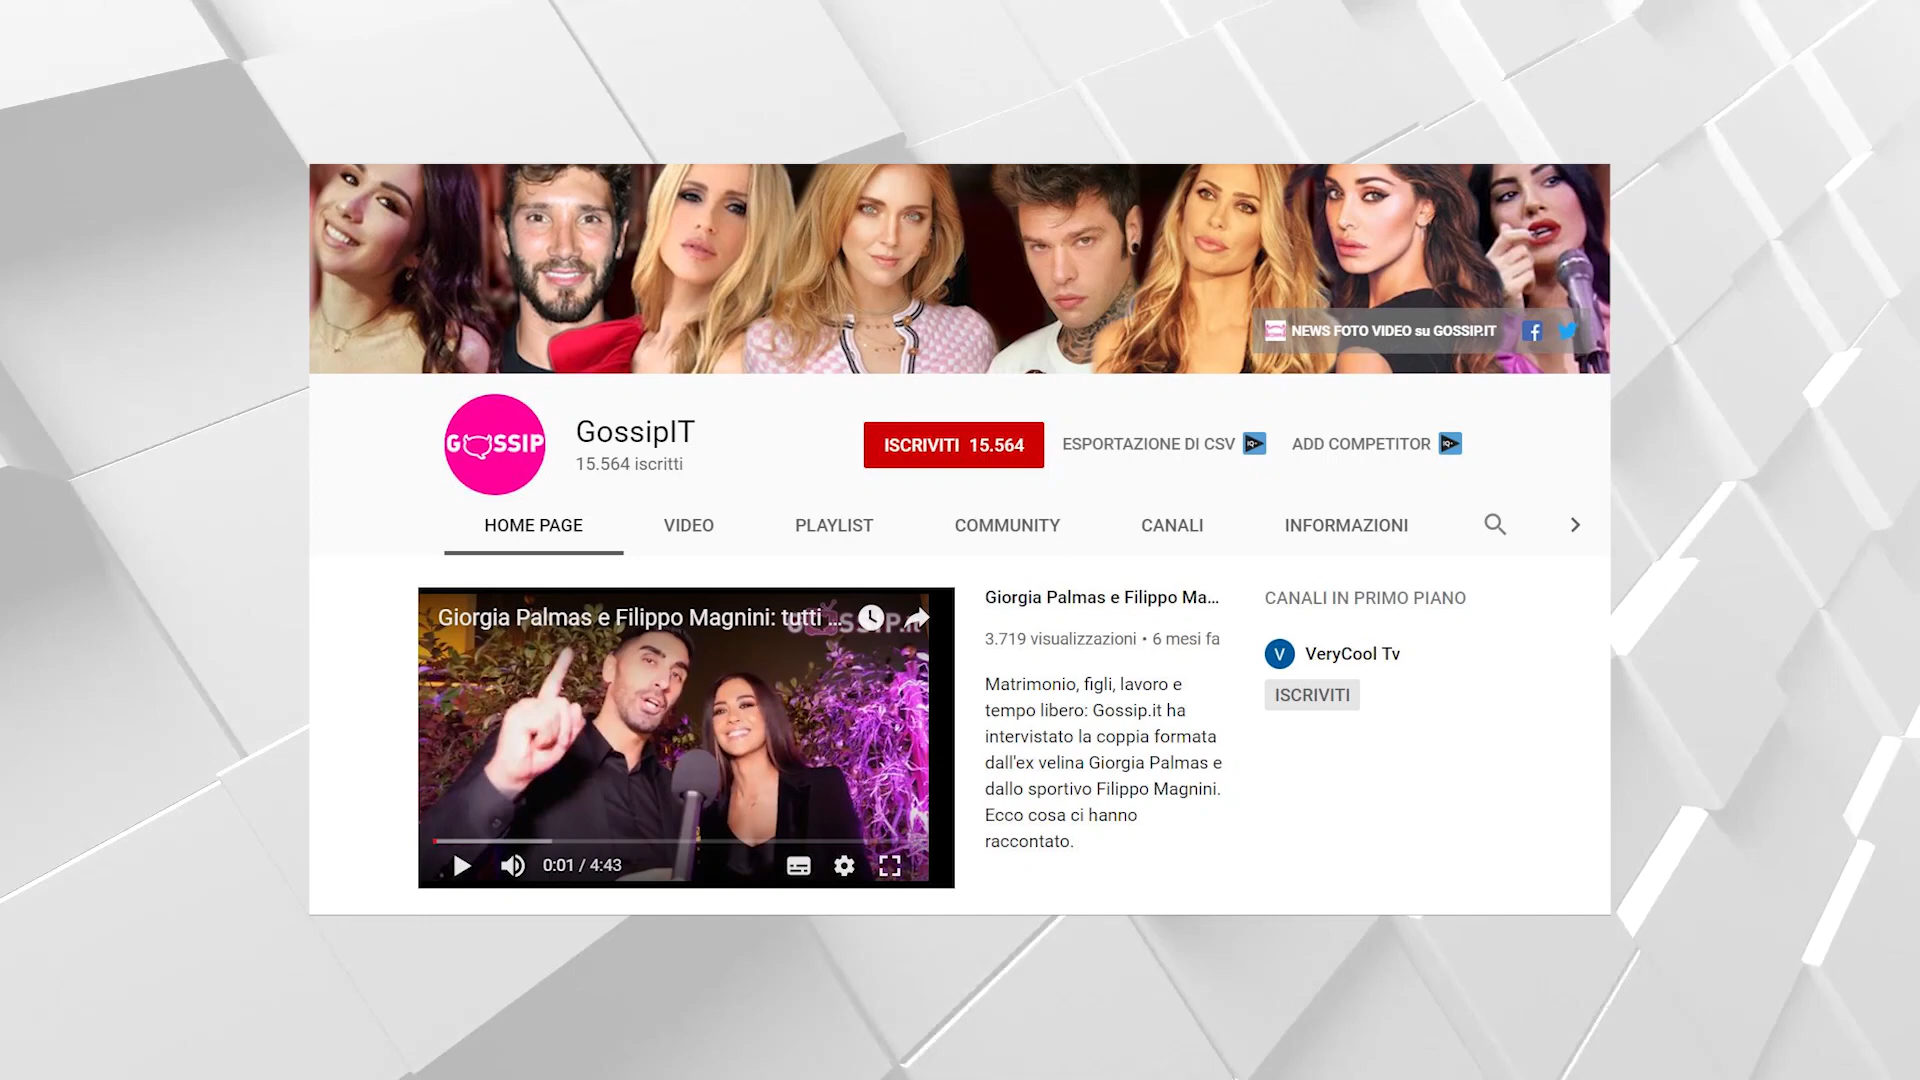 NEWS FOTO VIDEO su GOSSIP.IT
GOSSIP
GossipIT
15.564 iscritti
ISCRIVITI 15.564
ESPORTAZIONE DI CSV
ADD COMPETITOR
HOME PAGE
VIDEO
PLAYLIST
COMMUNITY
CANALI
INFORMAZIONI
Giorgia Palmas e Filippo Magnini: tutti ...
GOSSIP.it
0:01 / 4:43
Giorgia Palmas e Filippo Ma...
3.719 visualizzazioni • 6 mesi fa
Matrimonio, figli, lavoro e
tempo libero: Gossip.it ha
intervistato la coppia formata
dall'ex velina Giorgia Palmas e
dallo sportivo Filippo Magnini.
Ecco cosa ci hanno
raccontato.
CANALI IN PRIMO PIANO
V VeryCool Tv
ISCRIVITI